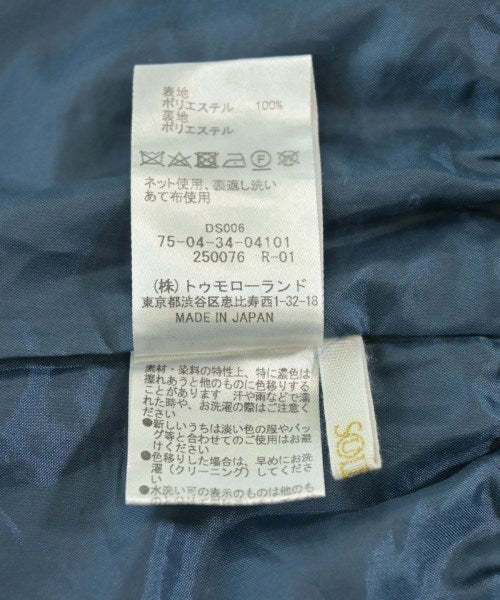 表地
ポリエステル 100%
裏地
ポリエステル
ネット使用、裏返し洗い
あて布使用
DS006
75-04-34-04101
250076 R-01
(株)トゥモローランド
東京都渋谷区恵比寿西1-32-18
MADE IN JAPAN
素材・染料の特性上、特に濃色は
擦れあうと他のものに色移りする
ことがあります 汗や雨などで濡
れた時や、お洗濯の際はご注意く
ださい
●新しいうちは淡い色の服やバッ
グ等と合わせてのご使用はお避
けください
●色移りした場合は、早めにお洗
濯(クリーニング)してくださ
い
●水洗い可の表示のものは他のも